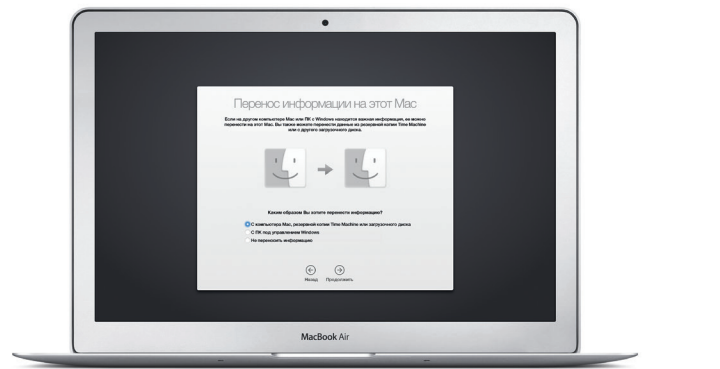 Перенос информации на этот Mac
Если на другом компьютере Mac или ПК с Windows находится важная информация, ее можно
перенести на этот Mac. Вы также можете перенести данные из резервной копии Time Machine
или с другого загрузочного диска.
Каким образом Вы хотите перенести информацию?
С компьютера Mac, резервной копии Time Machine или загрузочного диска
С ПК под управлением Windows
Не переносить информацию
Назад Продолжить
MacBook Air